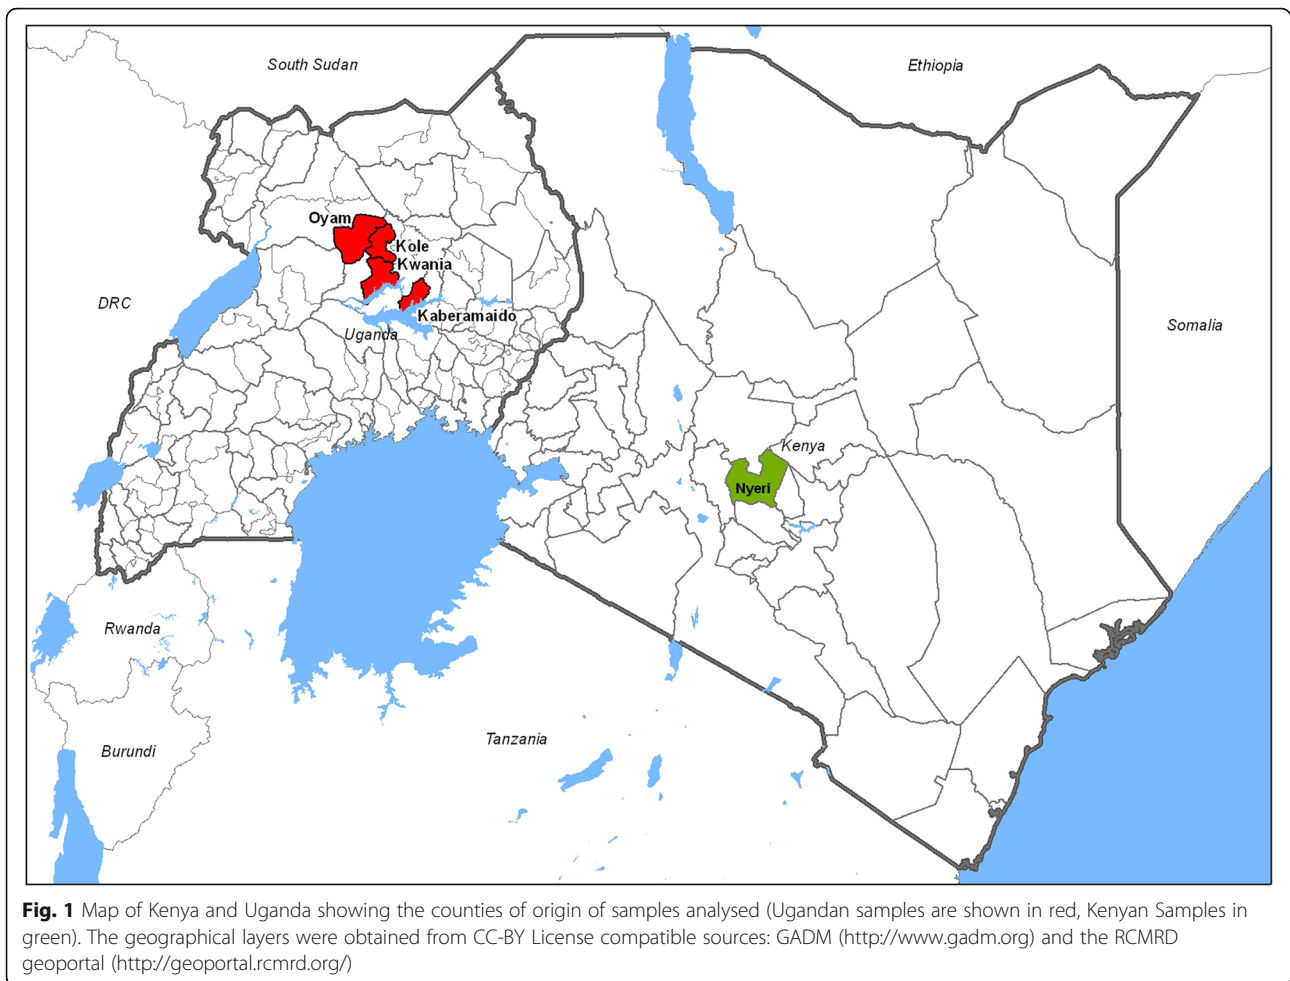 South Sudan
Ethiopia
Oyam
Kole
Kwania
DRC
Kaberamaido
Somalia
Uganda
Kenya
Nyeri
Rwanda
Tanzania
Burundi
Fig. 1 Map of Kenya and Uganda showing the counties of origin of samples analysed (Ugandan samples are shown in red, Kenyan Samples in
green). The geographical layers were obtained from CC-BY License compatible sources: GADM (http://www.gadm.org) and the RCMRD
geoportal (http://geoportal.rcmrd.org/)